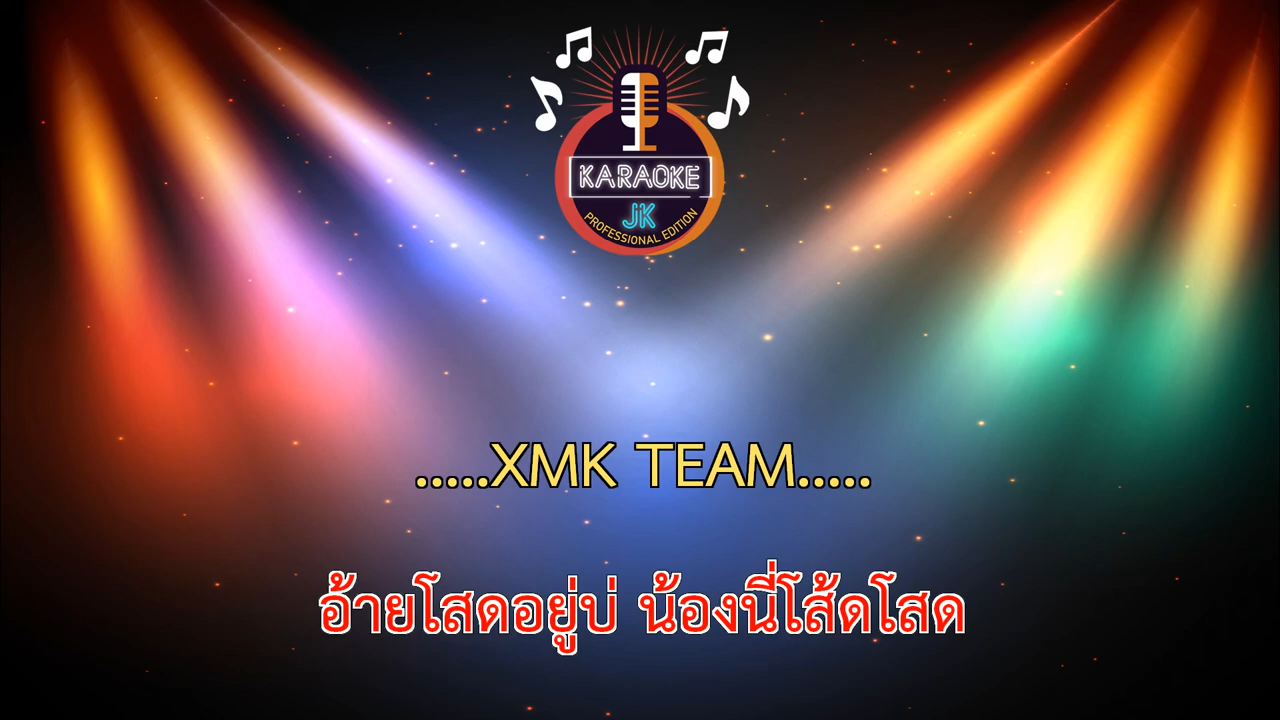 KARAOKE
JK
PROFESSIONAL EDITION
.....XMK TEAM.....
อ้ายโสดอยู่บ่ น้องนี่โส้ดโสด